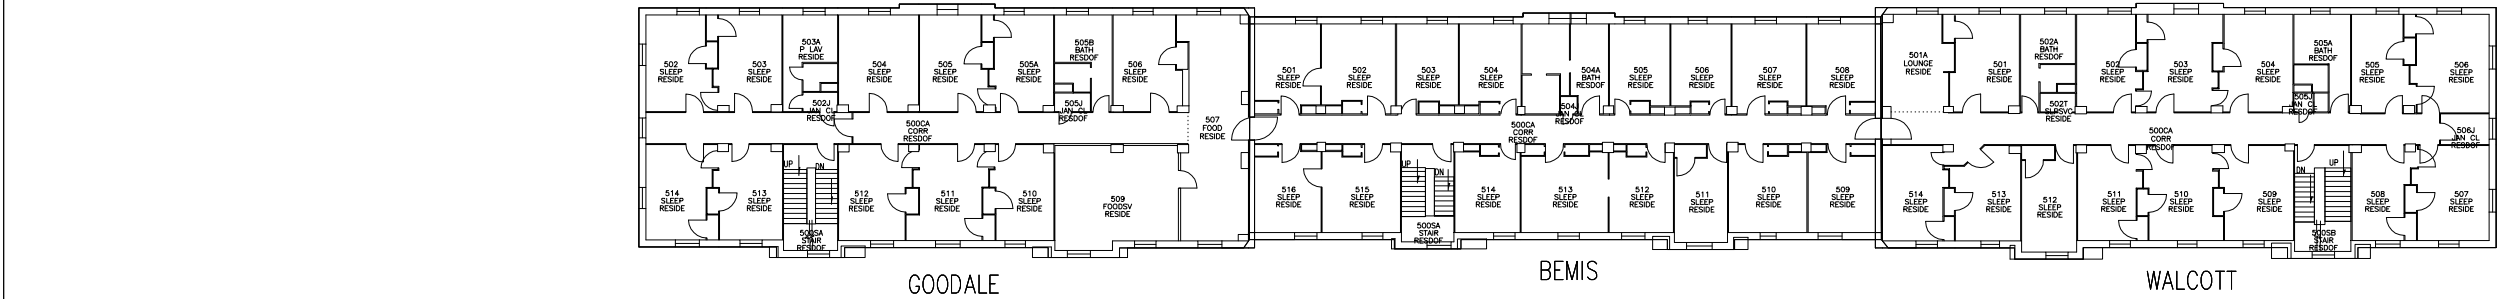 502
SLEEP
RESIDE
503
SLEEP
RESIDE
503A
P LAV
RESIDE
502J
JAN CL
RESDOF
504
SLEEP
RESIDE
505
SLEEP
RESIDE
505A
SLEEP
RESIDE
505B
BATH
RESDOF
505J
JAN CL
RESDOF
506
SLEEP
RESIDE
507
FOOD
RESIDE
500CA
CORR
RESDOF
514
SLEEP
RESIDE
513
SLEEP
RESIDE
UP
DN
500SA
STAIR
RESDOF
512
SLEEP
RESIDE
511
SLEEP
RESIDE
510
SLEEP
RESIDE
509
FOODSV
RESIDE
GOODALE
501
SLEEP
RESIDE
502
SLEEP
RESIDE
503
SLEEP
RESIDE
504
SLEEP
RESIDE
504A
BATH
RESDOF
504J
JAN CL
RESDOF
505
SLEEP
RESIDE
506
SLEEP
RESIDE
507
SLEEP
RESIDE
508
SLEEP
RESIDE
500CA
CORR
RESDOF
516
SLEEP
RESIDE
515
SLEEP
RESIDE
UP
DN
500SA
STAIR
RESDOF
514
SLEEP
RESIDE
513
SLEEP
RESIDE
512
SLEEP
RESIDE
511
SLEEP
RESIDE
510
SLEEP
RESIDE
509
SLEEP
RESIDE
BEMIS
501A
LOUNGE
RESIDE
501
SLEEP
RESIDE
502A
BATH
RESDOF
502T
SLRSVC
RESDOF
502
SLEEP
RESIDE
503
SLEEP
RESIDE
504
SLEEP
RESIDE
505A
BATH
RESDOF
505J
JAN CL
RESDOF
505
SLEEP
RESIDE
506
SLEEP
RESIDE
506J
JAN CL
RESDOF
500CA
CORR
RESDOF
514
SLEEP
RESIDE
513
SLEEP
RESIDE
512
SLEEP
RESIDE
511
SLEEP
RESIDE
510
SLEEP
RESIDE
509
SLEEP
RESIDE
DN
UP
500SB
STAIR
RESDOF
508
SLEEP
RESIDE
507
SLEEP
RESIDE
WALCOTT